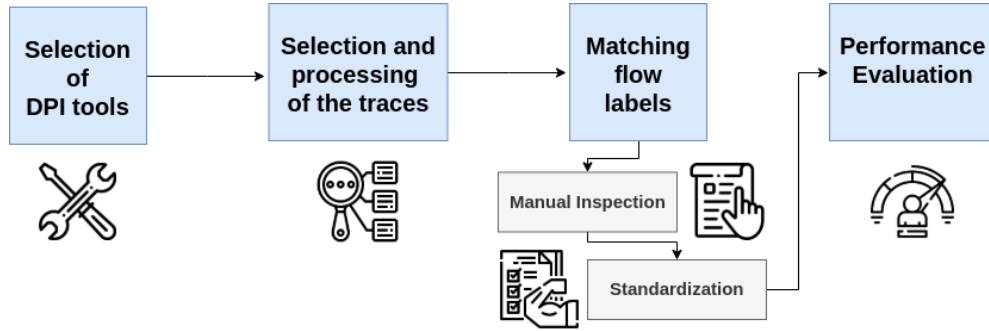 Selection
of
DPI tools
Selection and
processing
of the traces
Matching
flow
labels
Performance
Evaluation
Manual Inspection
Standardization